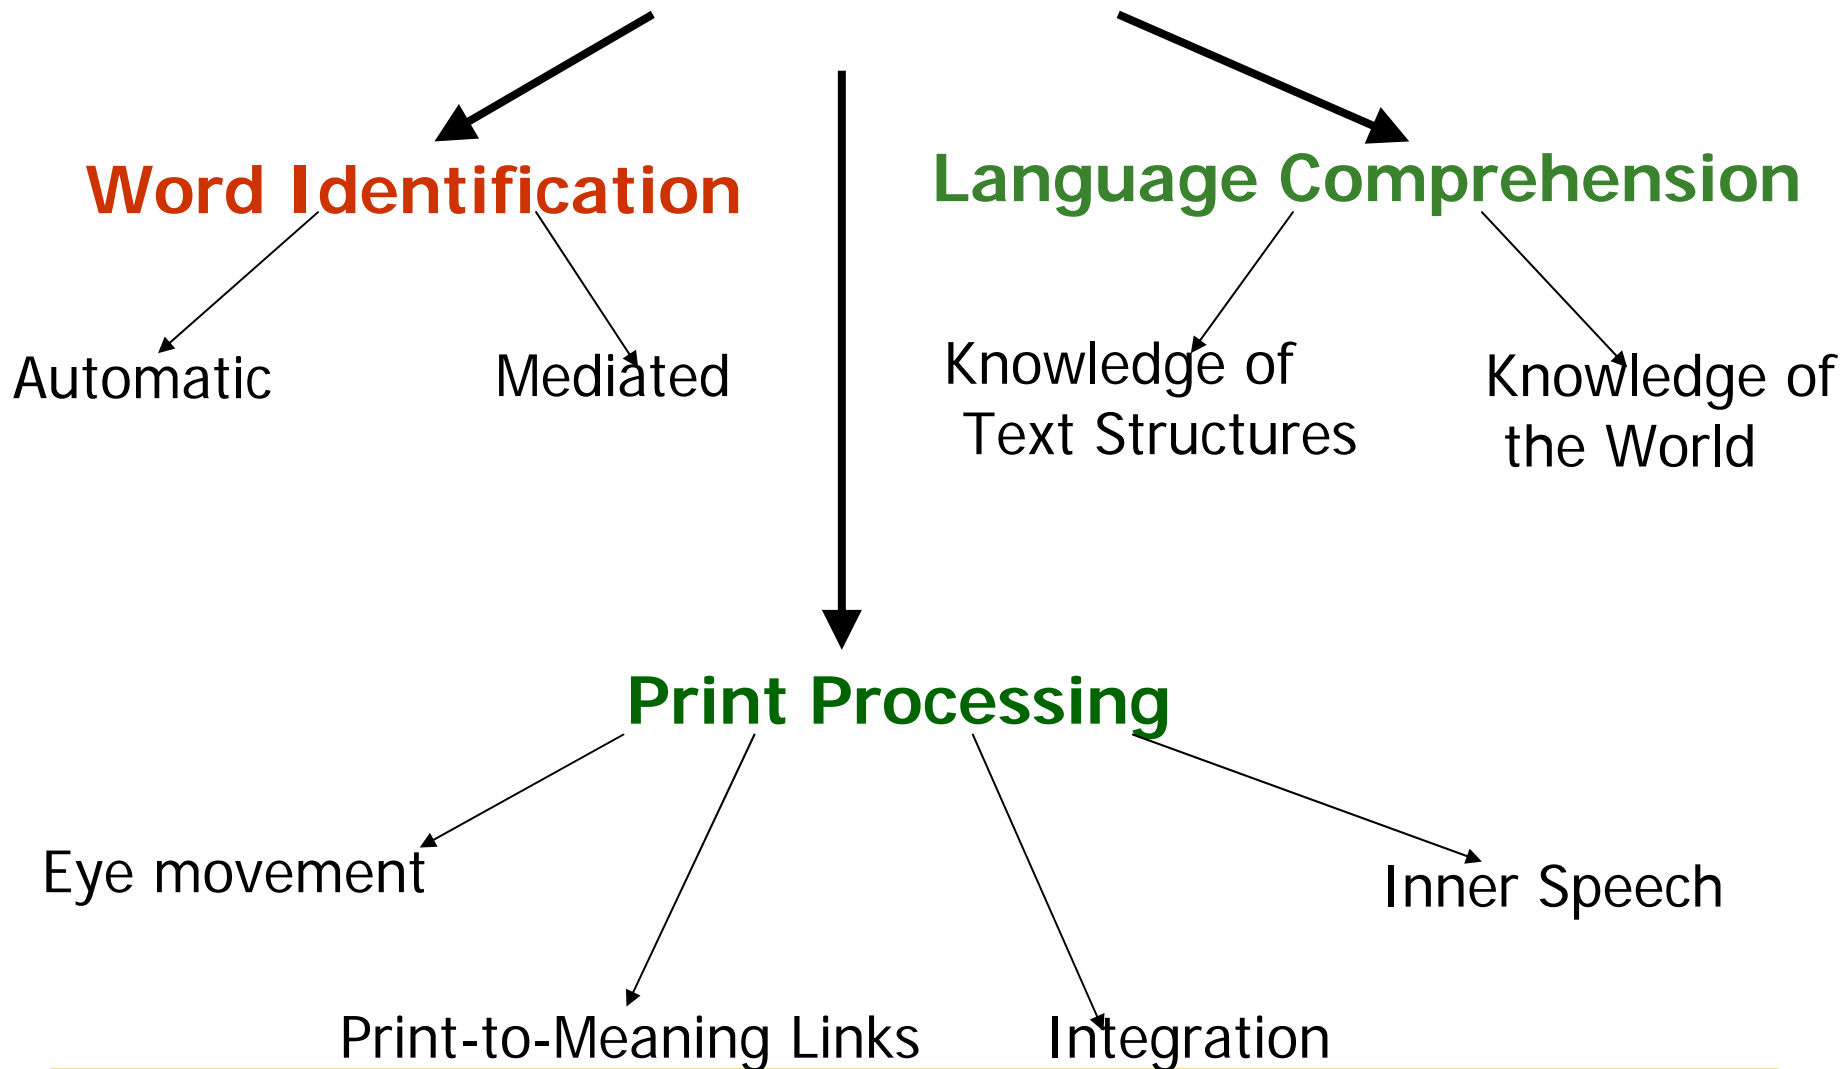 Word Identification
Language Comprehension
Automatic
Mediated
Knowledge of
Text Structures
Knowledge of
the World
Print Processing
Eye movement
Inner Speech
Print-to-Meaning Links
Integration